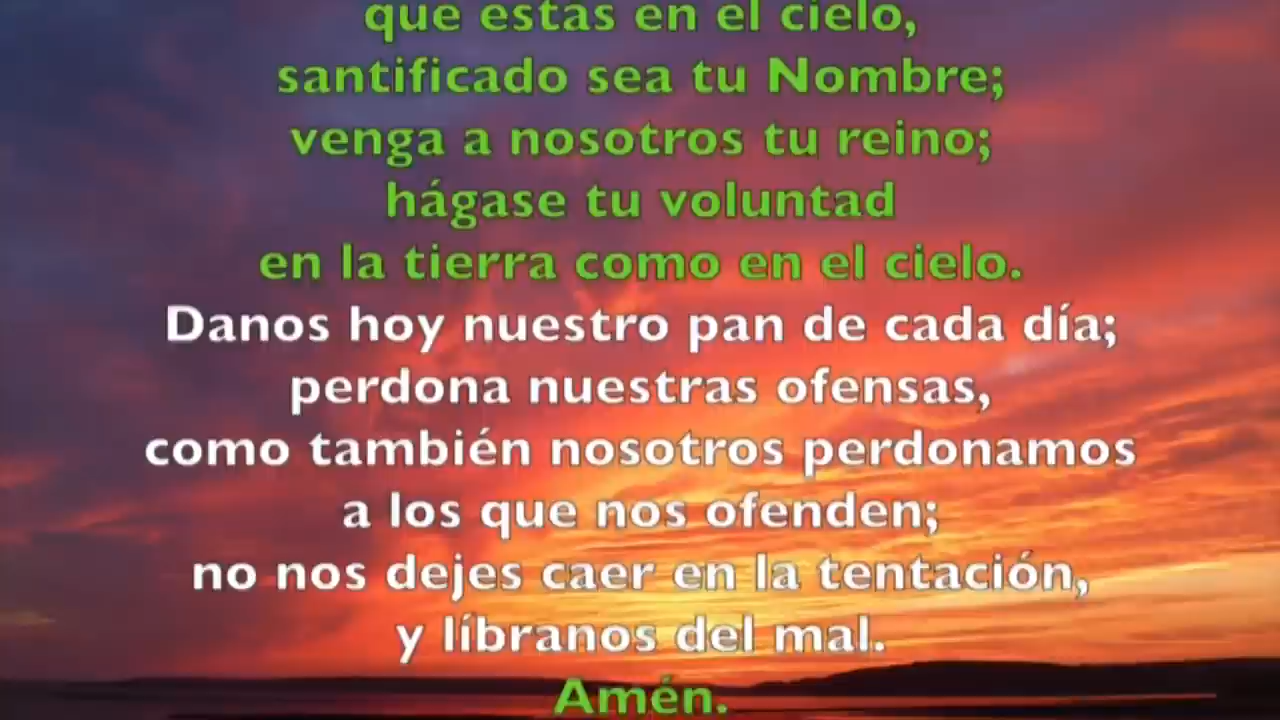 que estás en el cielo,
santificado sea tu Nombre;
venga a nosotros tu reino;
hágase tu voluntad
en la tierra como en el cielo.
Danos hoy nuestro pan de cada día;
perdona nuestras ofensas,
como también nosotros perdonamos
a los que nos ofenden;
no nos dejes caer en la tentación,
y líbranos del mal.
Amén.